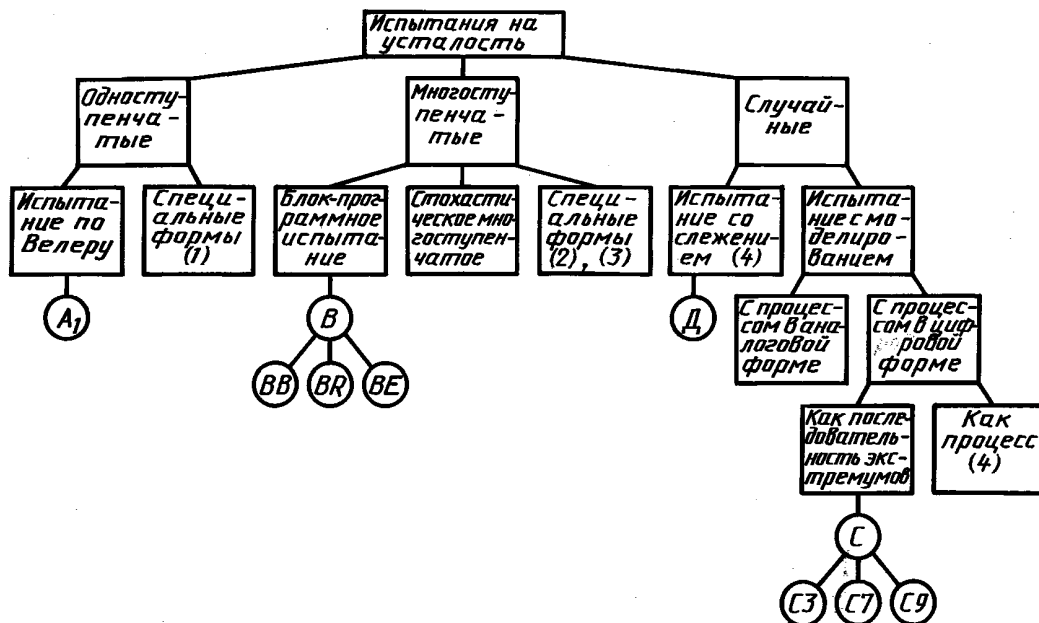 Испытания на
усталость
Односту-
пенча-
тые
Многосту-
пенча-
тые
Случай-
ные
Испыта-
ние по
Велеру
Специ-
альные
формы
(1)
Блок-прог-
раммное
испыта-
ние
Стохасти-
ческое мно-
гоступен-
чатое
Специ-
альные
формы
(2), (3)
Испыта-
ние со
слежени-
ем (4)
Испыта-
ние с мо-
делиро-
ванием
A1
B
BB
BR
BE
Д
С процес-
сом в ана-
логовой
форме
С процес-
сом в циф-
ровой
форме
Как после-
дователь-
ность экс-
тремумов
Как
процесс
(4)
C
C3
C7
C9